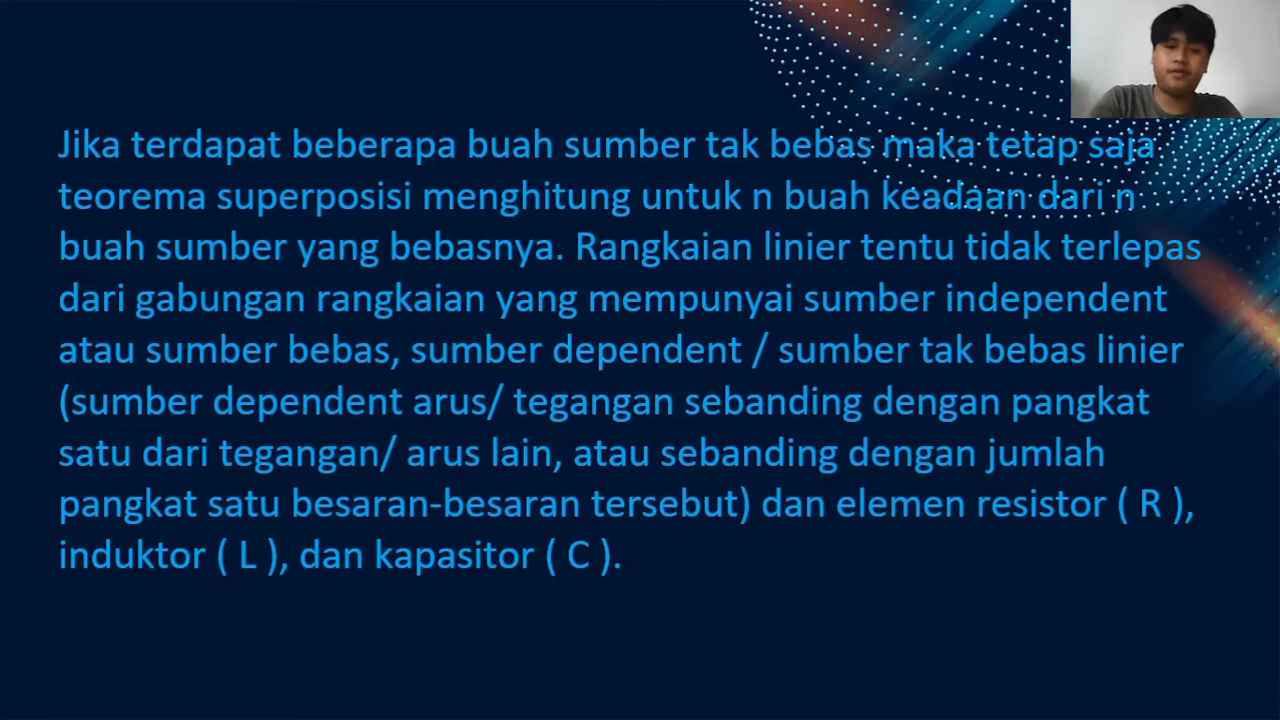 Jika terdapat beberapa buah sumber tak bebas maka tetap saja
teorema superposisi menghitung untuk n buah keadaan dari n
buah sumber yang bebasnya. Rangkaian linier tentu tidak terlepas
dari gabungan rangkaian yang mempunyai sumber independent
atau sumber bebas, sumber dependent / sumber tak bebas linier
(sumber dependent arus/ tegangan sebanding dengan pangkat
satu dari tegangan/ arus lain, atau sebanding dengan jumlah
pangkat satu besaran-besaran tersebut) dan elemen resistor ( R ),
induktor ( L ), dan kapasitor ( C ).